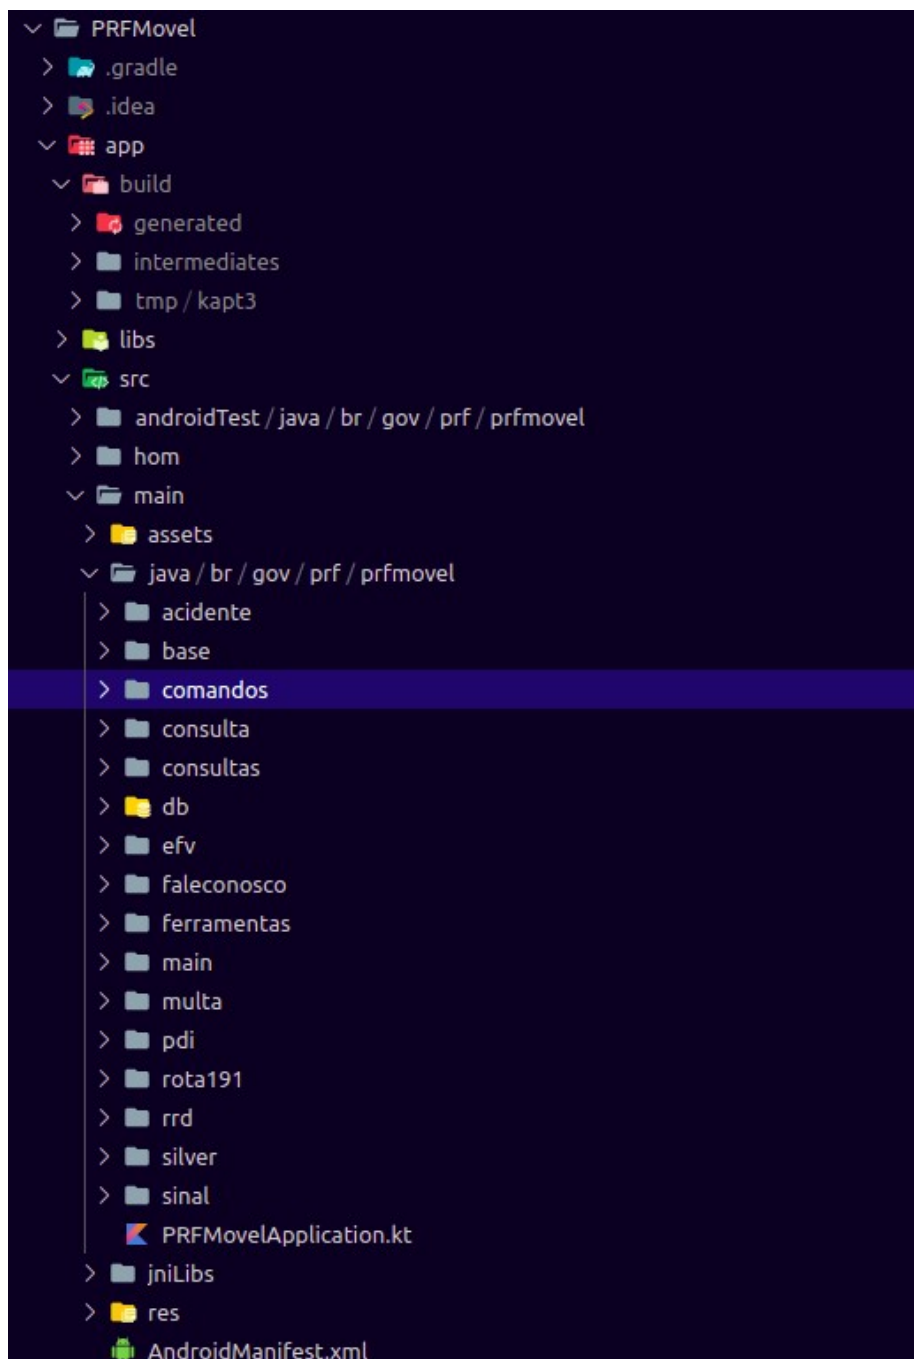 PRFMovel
.gradle
.idea
app
build
generated
intermediates
tmp / kapt3
libs
src
androidTest / java / br / gov / prf / prfmovel
hom
main
assets
java / br / gov / prf / prfmovel
acidente
base
comandos
consulta
consultas
db
efv
faleconosco
ferramentas
main
multa
pdi
rota191
rrd
silver
sinal
PRFMovelApplication.kt
jniLibs
res
AndroidManifest.xml